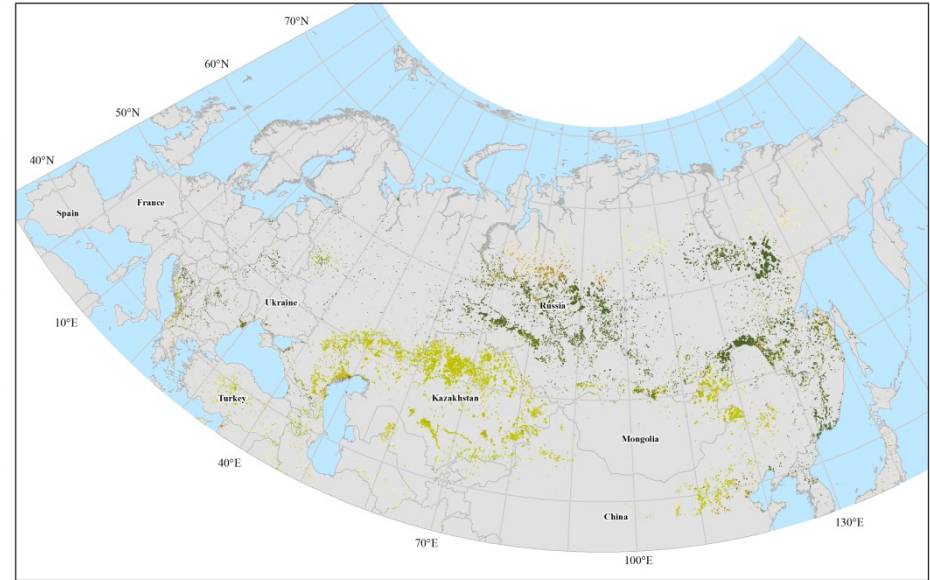 70°N
60°N
50°N
40°N
Spain
France
Ukraine
Russia
10°E
Turkey
Kazakhstan
Mongolia
40°E
China
70°E
100°E
130°E